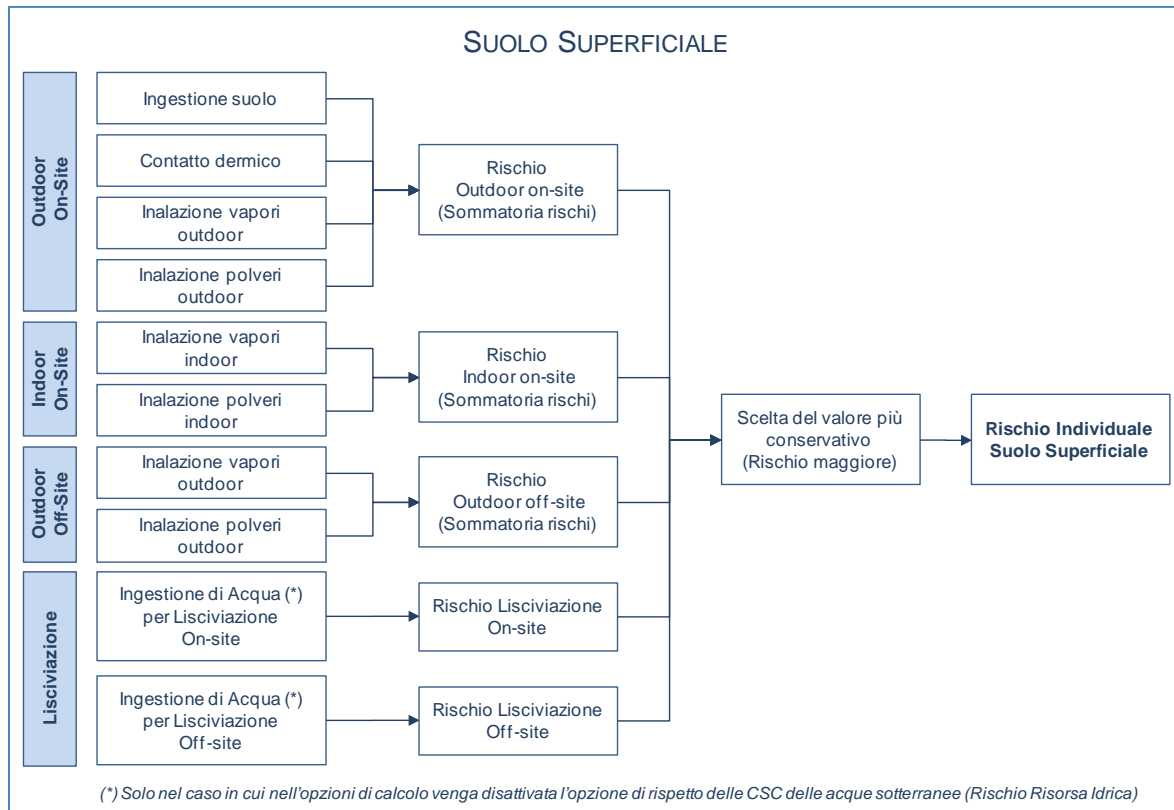 SUOLO SUPERFICIALE
Outdoor
On-Site
Ingestione suolo
Contatto dermico
Inalazione vapori
outdoor
Inalazione polveri
outdoor
Rischio
Outdoor on-site
(Sommatoria rischi)
Indoor
On-Site
Inalazione vapori
indoor
Inalazione polveri
indoor
Rischio
Indoor on-site
(Sommatoria rischi)
Outdoor
Off-Site
Inalazione vapori
outdoor
Inalazione polveri
outdoor
Rischio
Outdoor off-site
(Sommatoria rischi)
Lisciviazione
Ingestione di Acqua (*)
per Lisciviazione
On-site
Rischio Lisciviazione
On-site
Ingestione di Acqua (*)
per Lisciviazione
Off-site
Rischio Lisciviazione
Off-site
Scelta del valore più
conservativo
(Rischio maggiore)
Rischio Individuale
Suolo Superficiale
(*) Solo nel caso in cui nell'opzioni di calcolo venga disattivata l'opzione di rispetto delle CSC delle acque sotterranee (Rischio Risorsa Idrica)